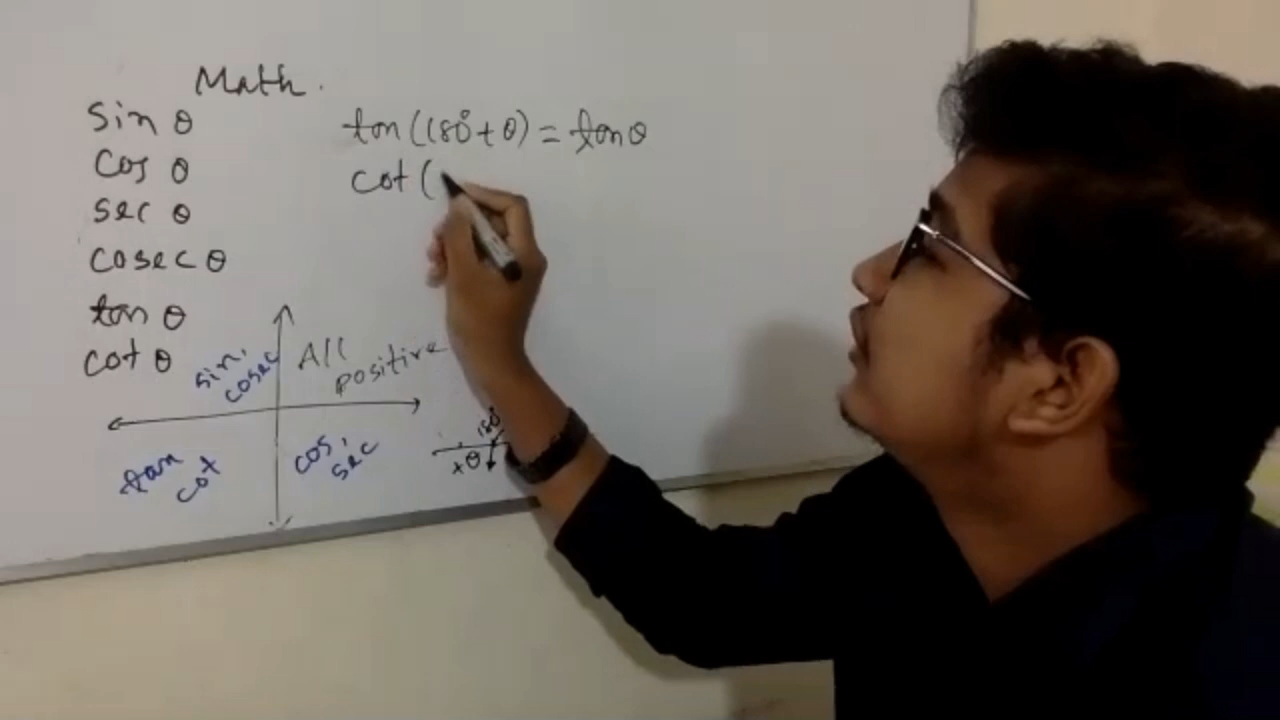 Math.
sin θ
cos θ
sec θ
cosec θ
tan θ
cot θ
tan (180°+ θ) = tan θ
cot (
sin, cosec
All positive
tan cot
cos, sec
180°
+θ